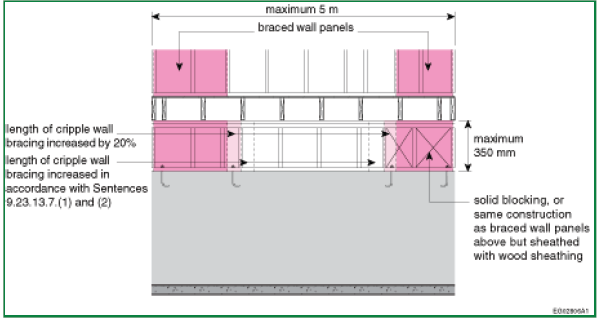 maximum 5 m
braced wall panels
length of cripple wall
bracing increased by 20%
length of cripple wall
bracing increased in
accordance with Sentences
9.23.13.7.(1) and (2)
maximum
350 mm
solid blocking, or
same construction
as braced wall panels
above but sheathed
with wood sheathing
EG02806A1